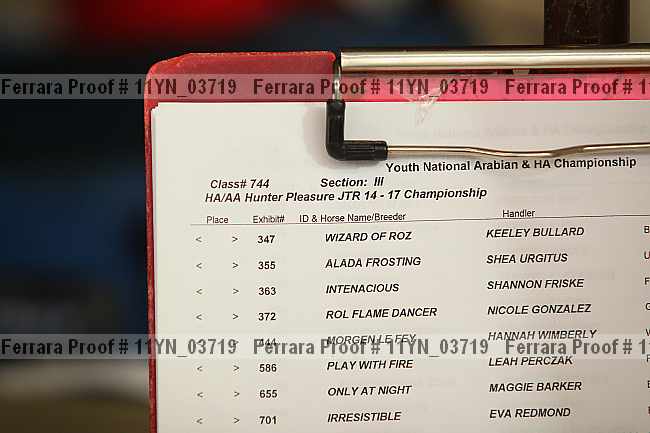 Ferrara Proof # 11YN_03719 Ferrara Proof # 11YN_03719 Ferrara Proof # 11YN
Youth National Arabian & HA Championship
Class# 744 Section: III
HA/AA Hunter Pleasure JTR 14 - 17 Championship
Place Exhibit# ID & Horse Name/Breeder Handler
< > 347 WIZARD OF ROZ KEELEY BULLARD B
< > 355 ALADA FROSTING SHEA URGITUS
< > 363 INTENACIOUS SHANNON FRISKE F
< > 372 ROL FLAME DANCER NICOLE GONZALEZ
< > 444 MORGEN LE FEY HANNAH WIMBERLY
Ferrara Proof # 11YN_03719 Ferrara Proof # 11YN_03719 Ferrara Proof # 11YN
< > 586 PLAY WITH FIRE LEAH PERCZAK
< > 655 ONLY AT NIGHT MAGGIE BARKER
< > 701 IRRESISTIBLE EVA REDMOND